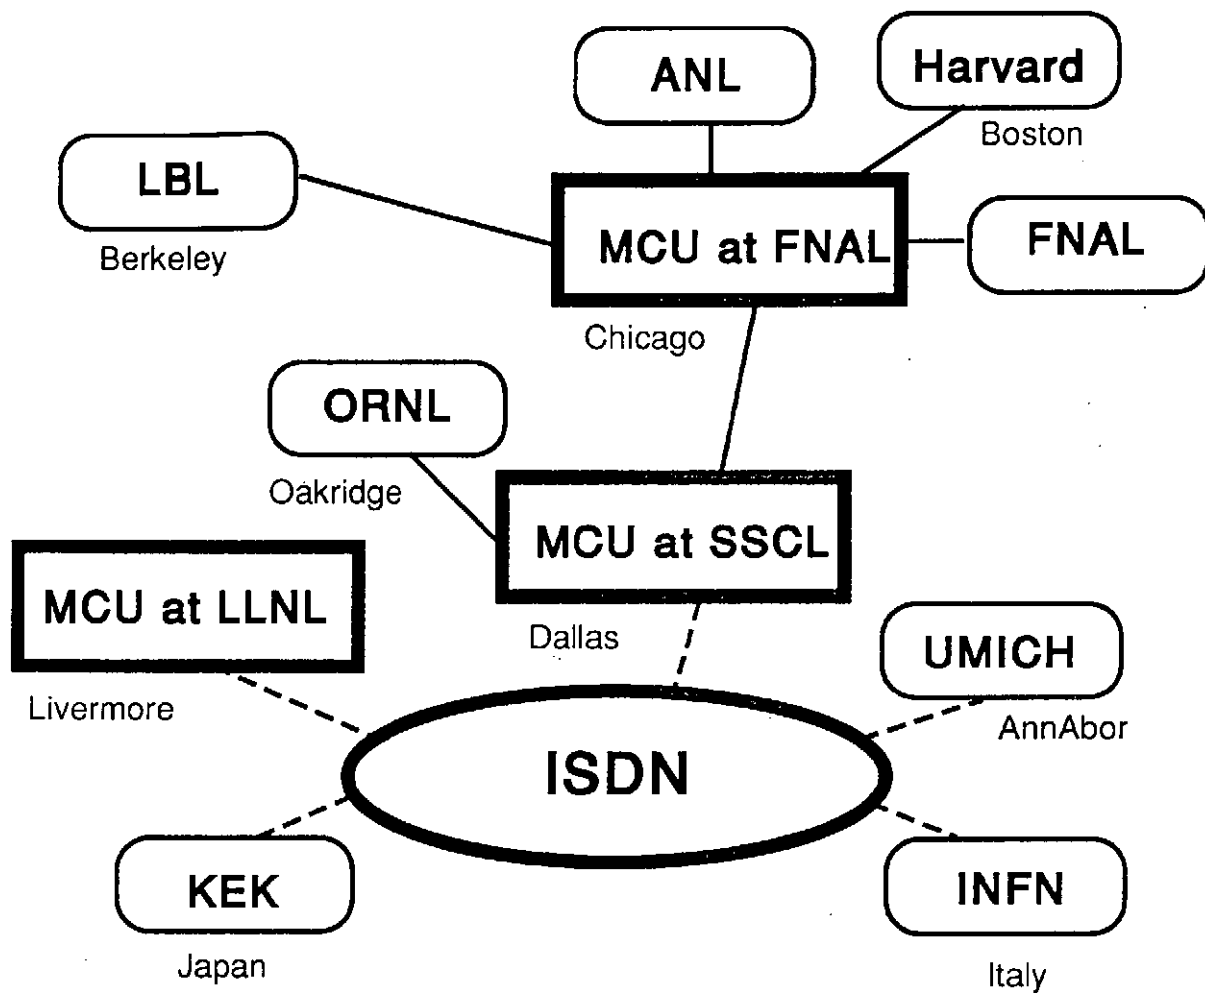 ANL
Harvard
Boston
LBL
Berkeley
MCU at FNAL
FNAL
Chicago
ORNL
Oakridge
MCU at SSCL
MCU at LLNL
Dallas
UMICH
Livermore
AnnAbor
ISDN
KEK
INFN
Japan
Italy